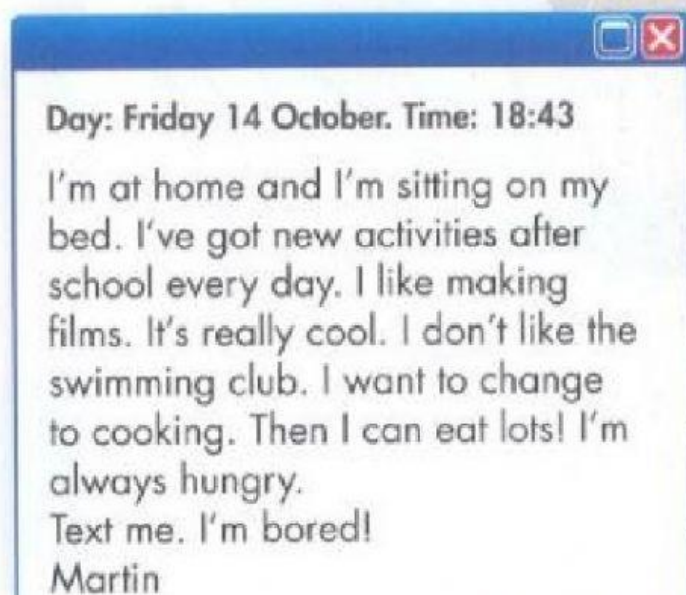 Day: Friday 14 October. Time: 18:43
I'm at home and I'm sitting on my
bed. I've got new activities after
school every day. I like making
films. It's really cool. I don't like the
swimming club. I want to change
to cooking. Then I can eat lots! I'm
always hungry.
Text me. I'm bored!
Martin